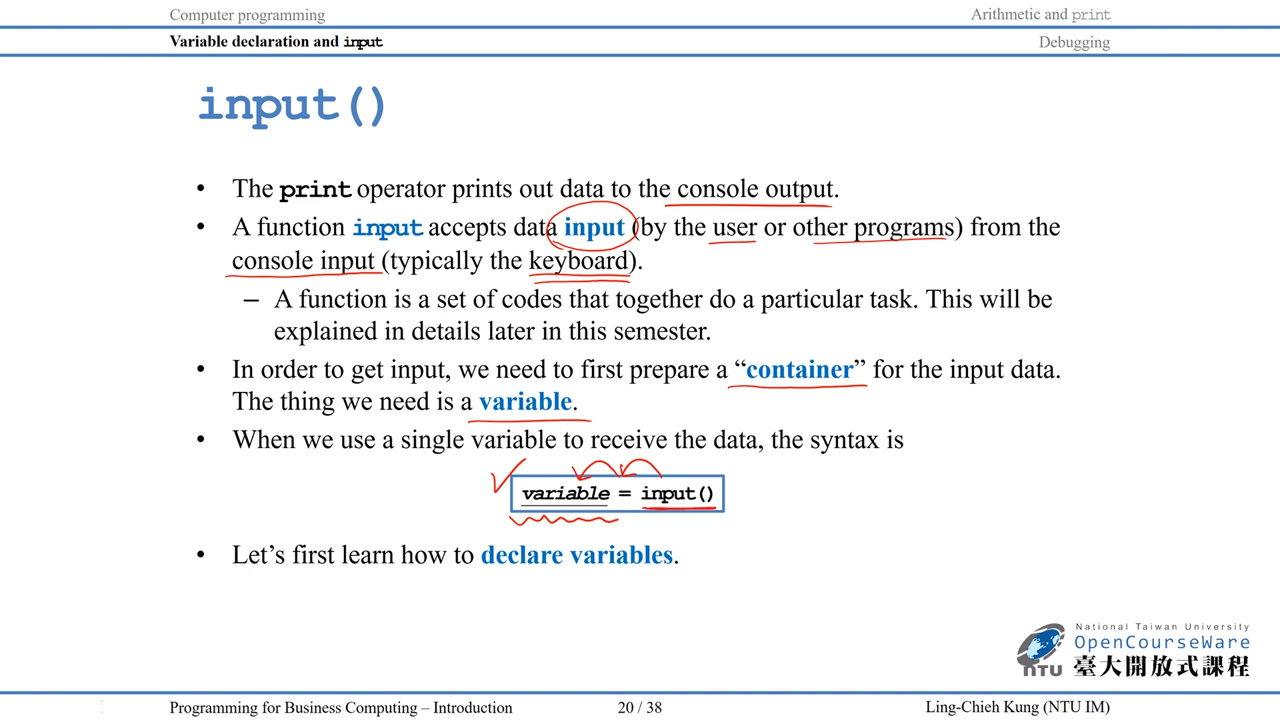 Computer programming
Arithmetic and print
Variable declaration and input
Debugging
input()
• The print operator prints out data to the console output.
• A function input accepts data input (by the user or other programs) from the
console input (typically the keyboard).
– A function is a set of codes that together do a particular task. This will be
explained in details later in this semester.
• In order to get input, we need to first prepare a “container” for the input data.
The thing we need is a variable.
• When we use a single variable to receive the data, the syntax is
variable = input()
• Let’s first learn how to declare variables.
National Taiwan University
OpenCourseWare
臺大開放式課程
NTU
Programming for Business Computing – Introduction
20 / 38
Ling-Chieh Kung (NTU IM)